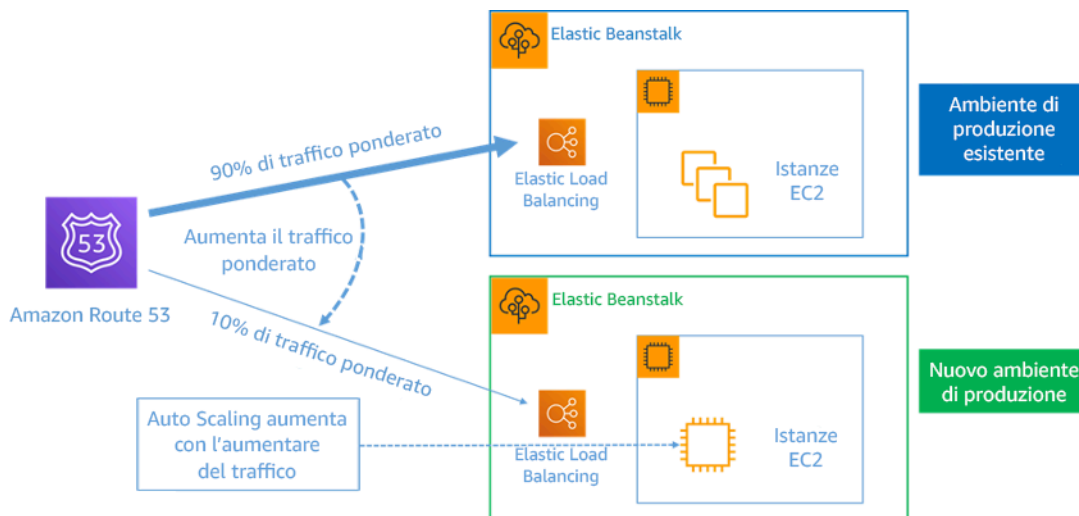 Elastic Beanstalk
90% di traffico ponderato
Elastic Load
Balancing
Istanze
EC2
Ambiente di
produzione
esistente
53
Amazon Route 53
Aumenta il traffico
ponderato
10% di traffico ponderato
Elastic Beanstalk
Auto Scaling aumenta
con l'aumentare
del traffico
Elastic Load
Balancing
Istanze
EC2
Nuovo ambiente
di produzione